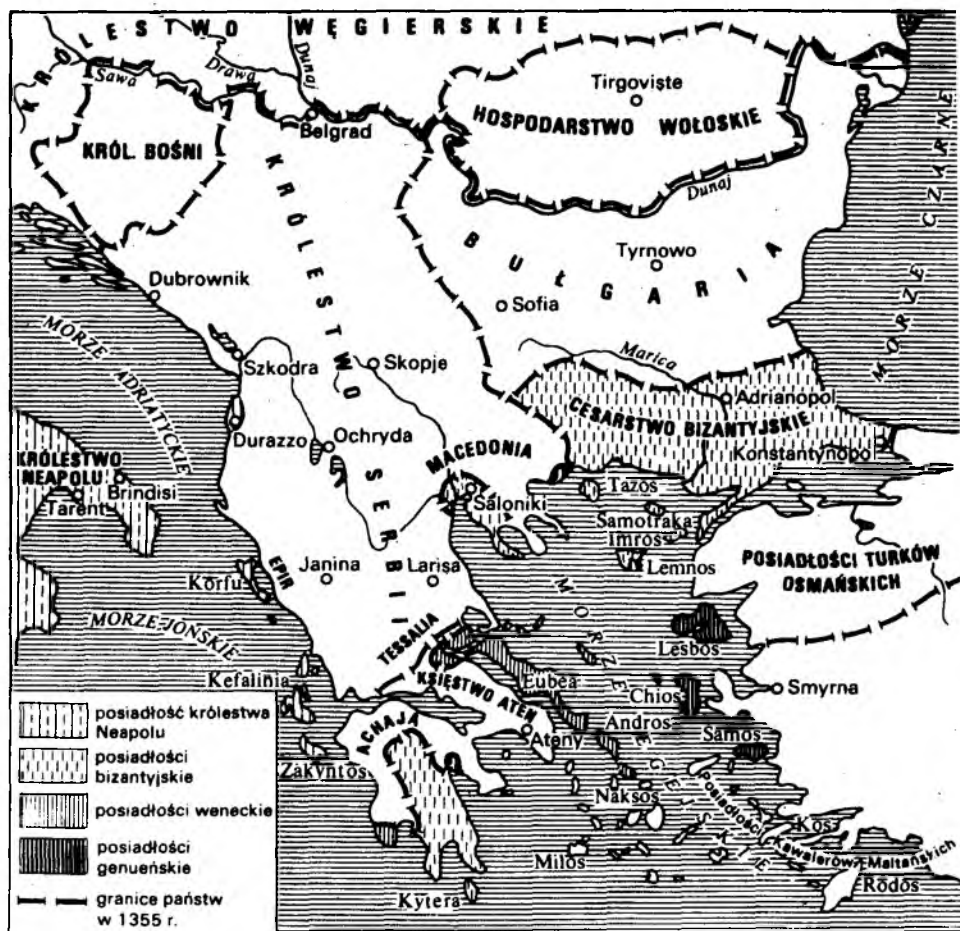 KRÓLESTWO WĘGIERSKIE
Sawa
Drawa
Dunaj
Belgrad
KRÓL. BOŚNI
Tirgoviște
HOSPODARSTWO WOŁOSKIE
Dunaj
MORZE CZARNE
KRÓLESTWO SERBII
BUŁGARIA
Tyrnowo
Sofia
Dubrownik
MORZE ADRIATYCKIE
Szkodra
Skopje
Marica
Adrianopol
CESARSTWO BIZANTYJSKIE
Konstantynopol
Durazzo
Ochryda
MACEDONIA
Saloniki
KRÓLESTWO
NEAPOLU
Brindisi
Tarent
Tazos
Samotraka
Imros
Lemnos
POSIADŁOŚCI TURKÓW
OSMAŃSKICH
EPIR
Janina
Larisa
Korfu
MORZE JOŃSKIE
MORZE EGEJSKIE
TESSALIA
Lesbos
Kefalinia
KSIĘSTWO ATEN
Eubea
Chios
Smyrna
Andros
Ateny
Samos
ACHAJA
Zakyntos
Naksos
Posiadłości Kawalerów Maltańskich
Kos
Milos
Rodos
Kytera
posiadłość królestwa
Neapolu
posiadłości
bizantyjskie
posiadłości weneckie
posiadłości
genueńskie
granice państw
w 1355 r.